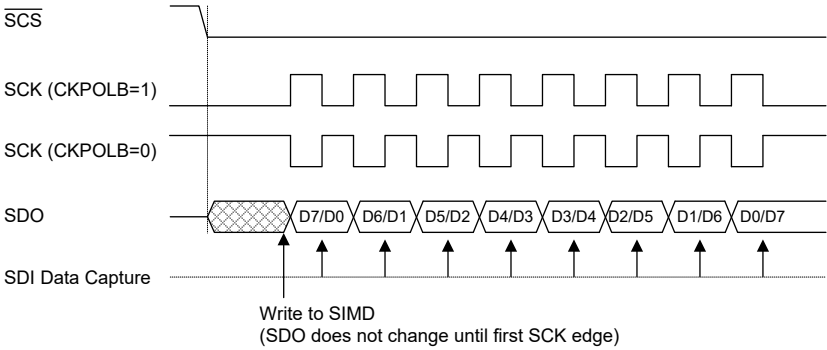 SCS
SCK (CKPOLB=1)
SCK (CKPOLB=0)
SDO
D7/D0 D6/D1 D5/D2 D4/D3 D3/D4 D2/D5 D1/D6 D0/D7
SDI Data Capture
Write to SIMD
(SDO does not change until first SCK edge)